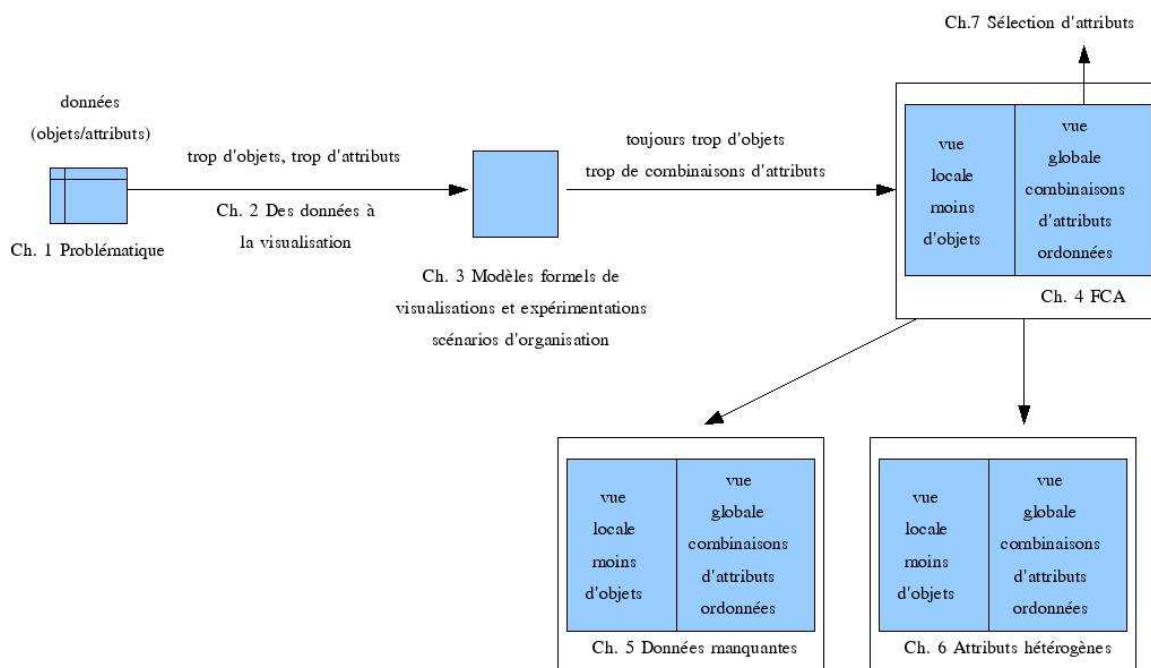 Ch.7 Sélection d'attributs
données
(objets/attributs)
Ch. 1 Problématique
trop d'objets, trop d'attributs
Ch. 2 Des données à
la visualisation
Ch. 3 Modèles formels de
visualisations et expérimentations
scénarios d'organisation
toujours trop d'objets
trop de combinaisons d'attributs
vue
locale
moins
d'objets
vue
globale
combinaisons
d'attributs
ordonnées
Ch. 4 FCA
vue
locale
moins
d'objets
vue
globale
combinaisons
d'attributs
ordonnées
Ch. 5 Données manquantes
vue
locale
moins
d'objets
vue
globale
combinaisons
d'attributs
ordonnées
Ch. 6 Attributs hétérogènes